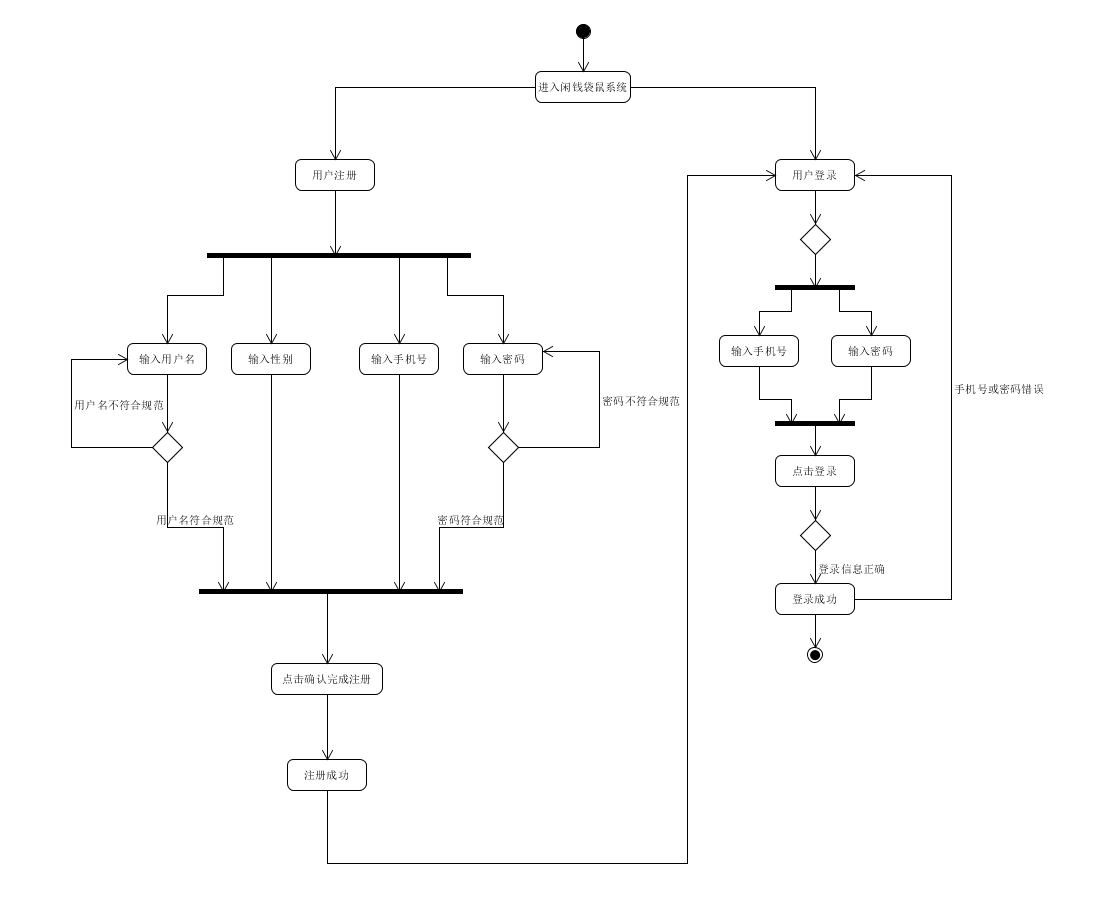 进入闲钱袋鼠系统
用户注册
用户登录
输入用户名
输入性别
输入手机号
输入密码
输入手机号
输入密码
用户名不符合规范
密码不符合规范
手机号或密码错误
点击登录
用户名符合规范
密码符合规范
登录信息正确
登录成功
点击确认完成注册
注册成功